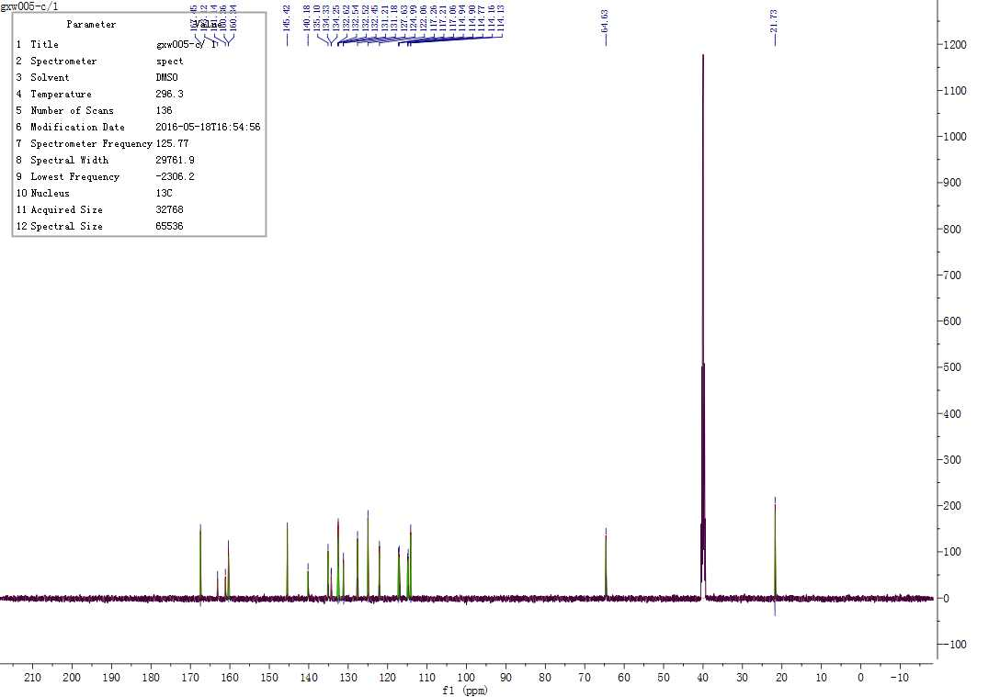 gxw005-c/1
Parameter Value
1 Title gxw005-c/ 1
2 Spectrometer spect
3 Solvent DMSO
4 Temperature 296.3
5 Number of Scans 136
6 Modification Date 2016-05-18T16:54:56
7 Spectrometer Frequency 125.77
8 Spectral Width 29761.9
9 Lowest Frequency -2306.2
10 Nucleus 13C
11 Acquired Size 32768
12 Spectral Size 65536
167.45
160.34
145.42
140.18
135.10
134.33
134.25
132.62
132.54
132.52
132.45
131.21
131.18
127.63
124.99
122.06
117.26
117.21
117.06
114.94
114.90
114.77
114.16
114.13
64.63
21.73
1200
1100
1000
900
800
700
600
500
400
300
200
100
0
-100
210 200 190 180 170 160 150 140 130 120 110 100 90 80 70 60 50 40 30 20 10 0 -10
f1 (ppm)